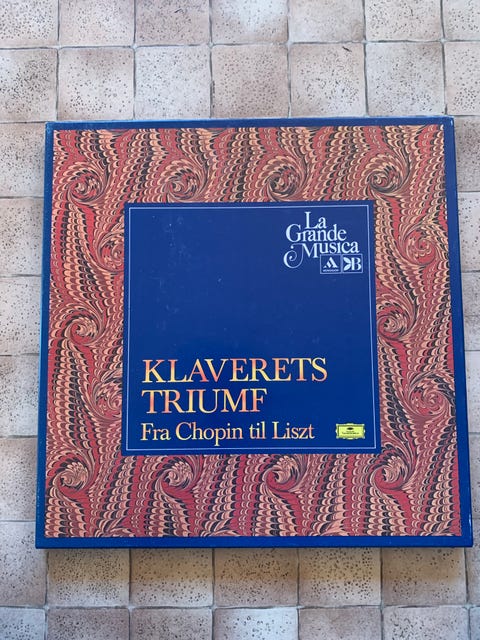 La
Grande
Musica
KLAVERETS
TRIUMF
Fra Chopin til Liszt